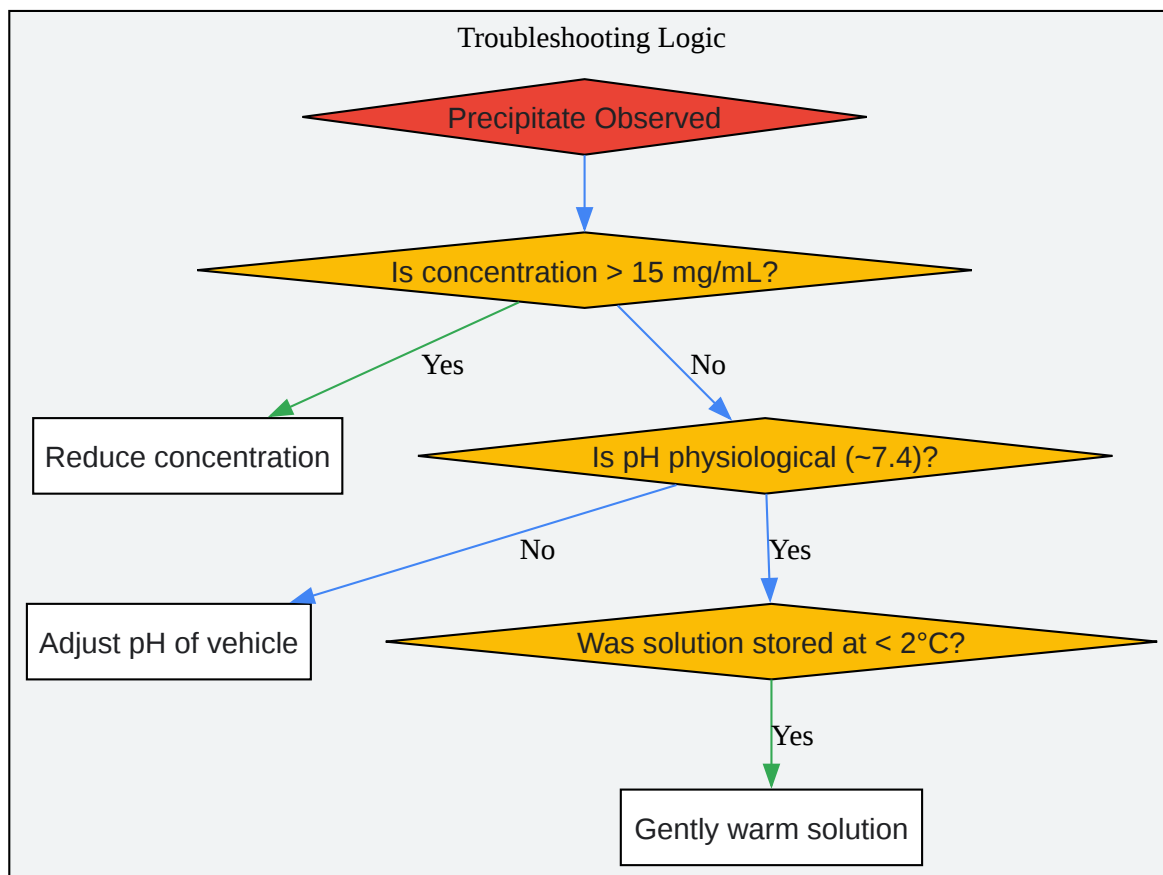 Troubleshooting Logic
Precipitate Observed
Is concentration > 15 mg/mL?
Yes
No
Reduce concentration
Is pH physiological (~7.4)?
No
Yes
Adjust pH of vehicle
Was solution stored at < 2°C?
Yes
Gently warm solution